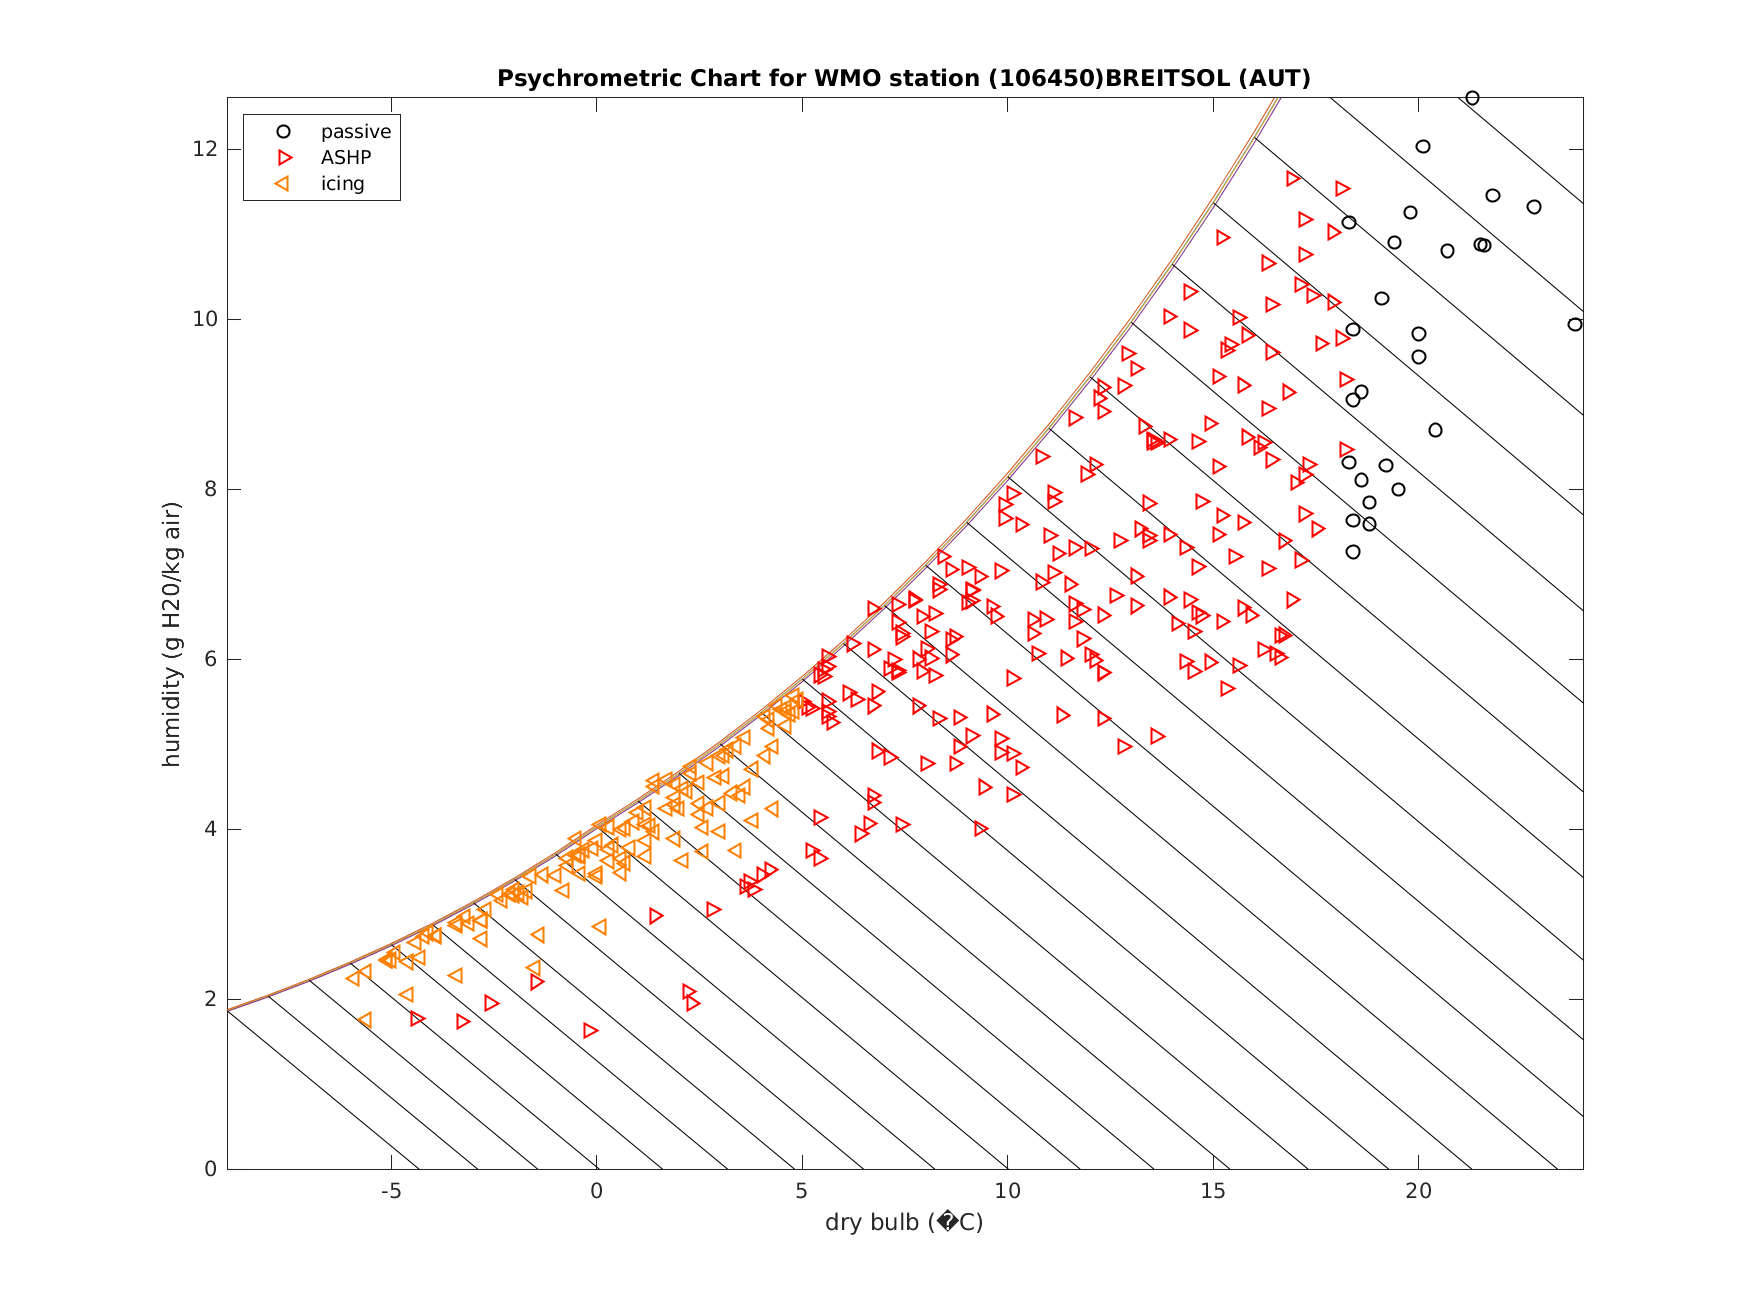 Psychrometric Chart for WMO station (106450)BREITSOL (AUT)
passive
ASHP
icing
humidity (g H20/kg air)
12
10
8
6
4
2
0
-5 0 5 10 15 20
dry bulb (�C)